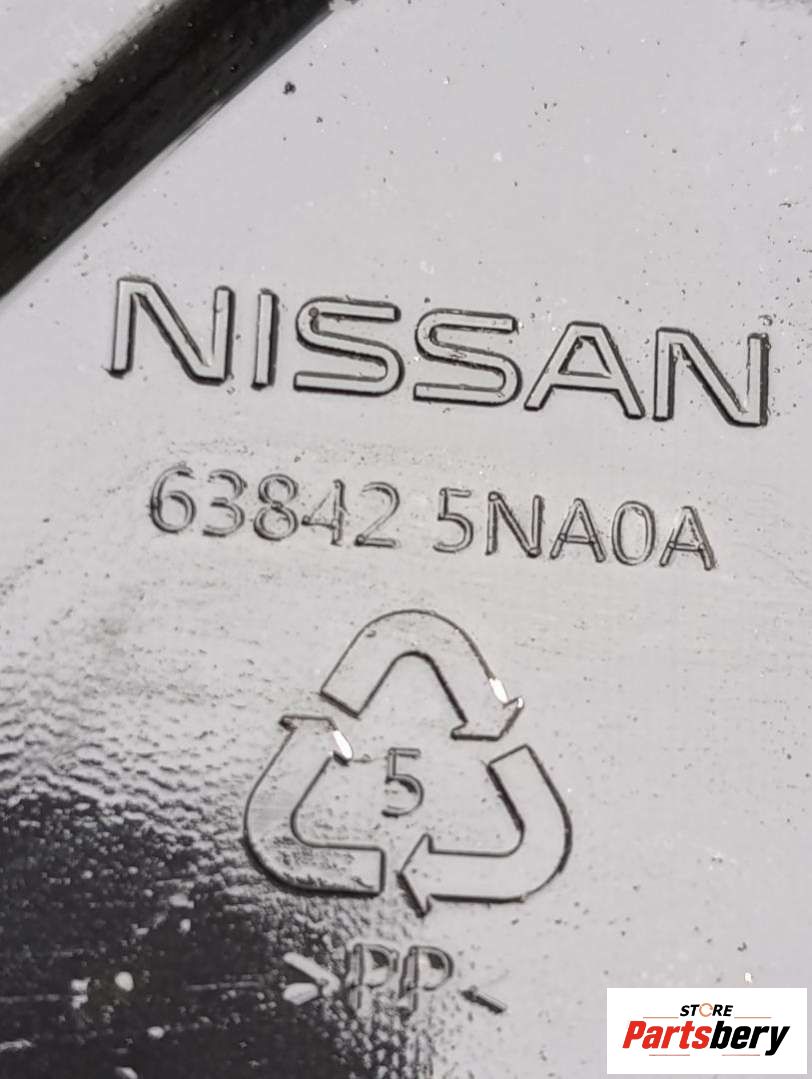 NISSAN
63842 5NA0A
5
>PP<
STORE
Partsbery